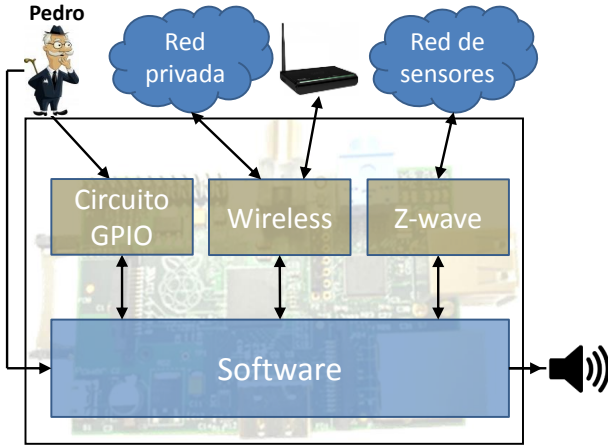 Pedro
Red
privada
Red de
sensores
Circuito
GPIO
Wireless
Z-wave
Software